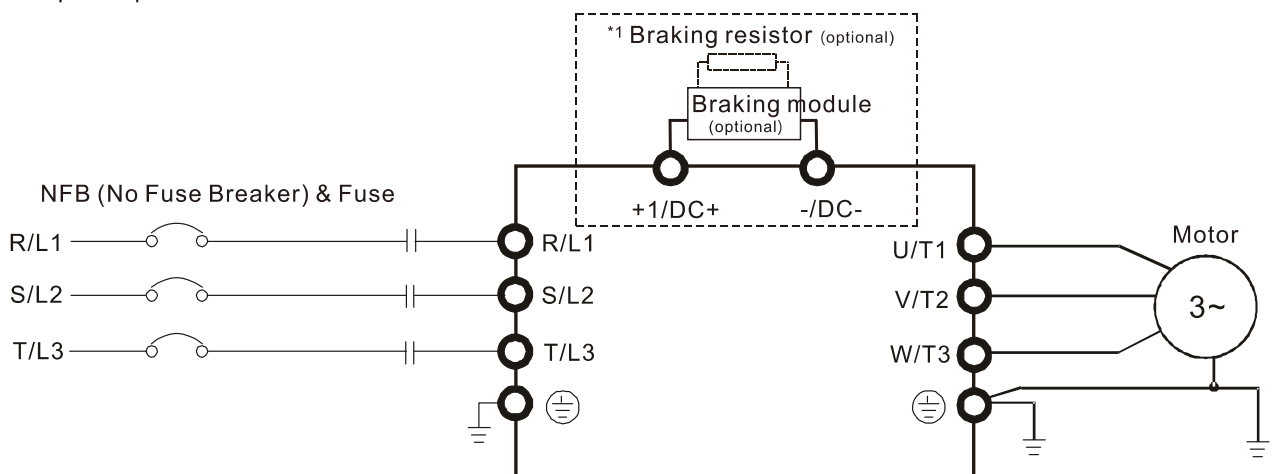 *1 Braking resistor (optional)
Braking module
(optional)
+1/DC+
-/DC-
NFB (No Fuse Breaker) & Fuse
R/L1
R/L1
S/L2
S/L2
T/L3
T/L3
U/T1
V/T2
W/T3
Motor
3~